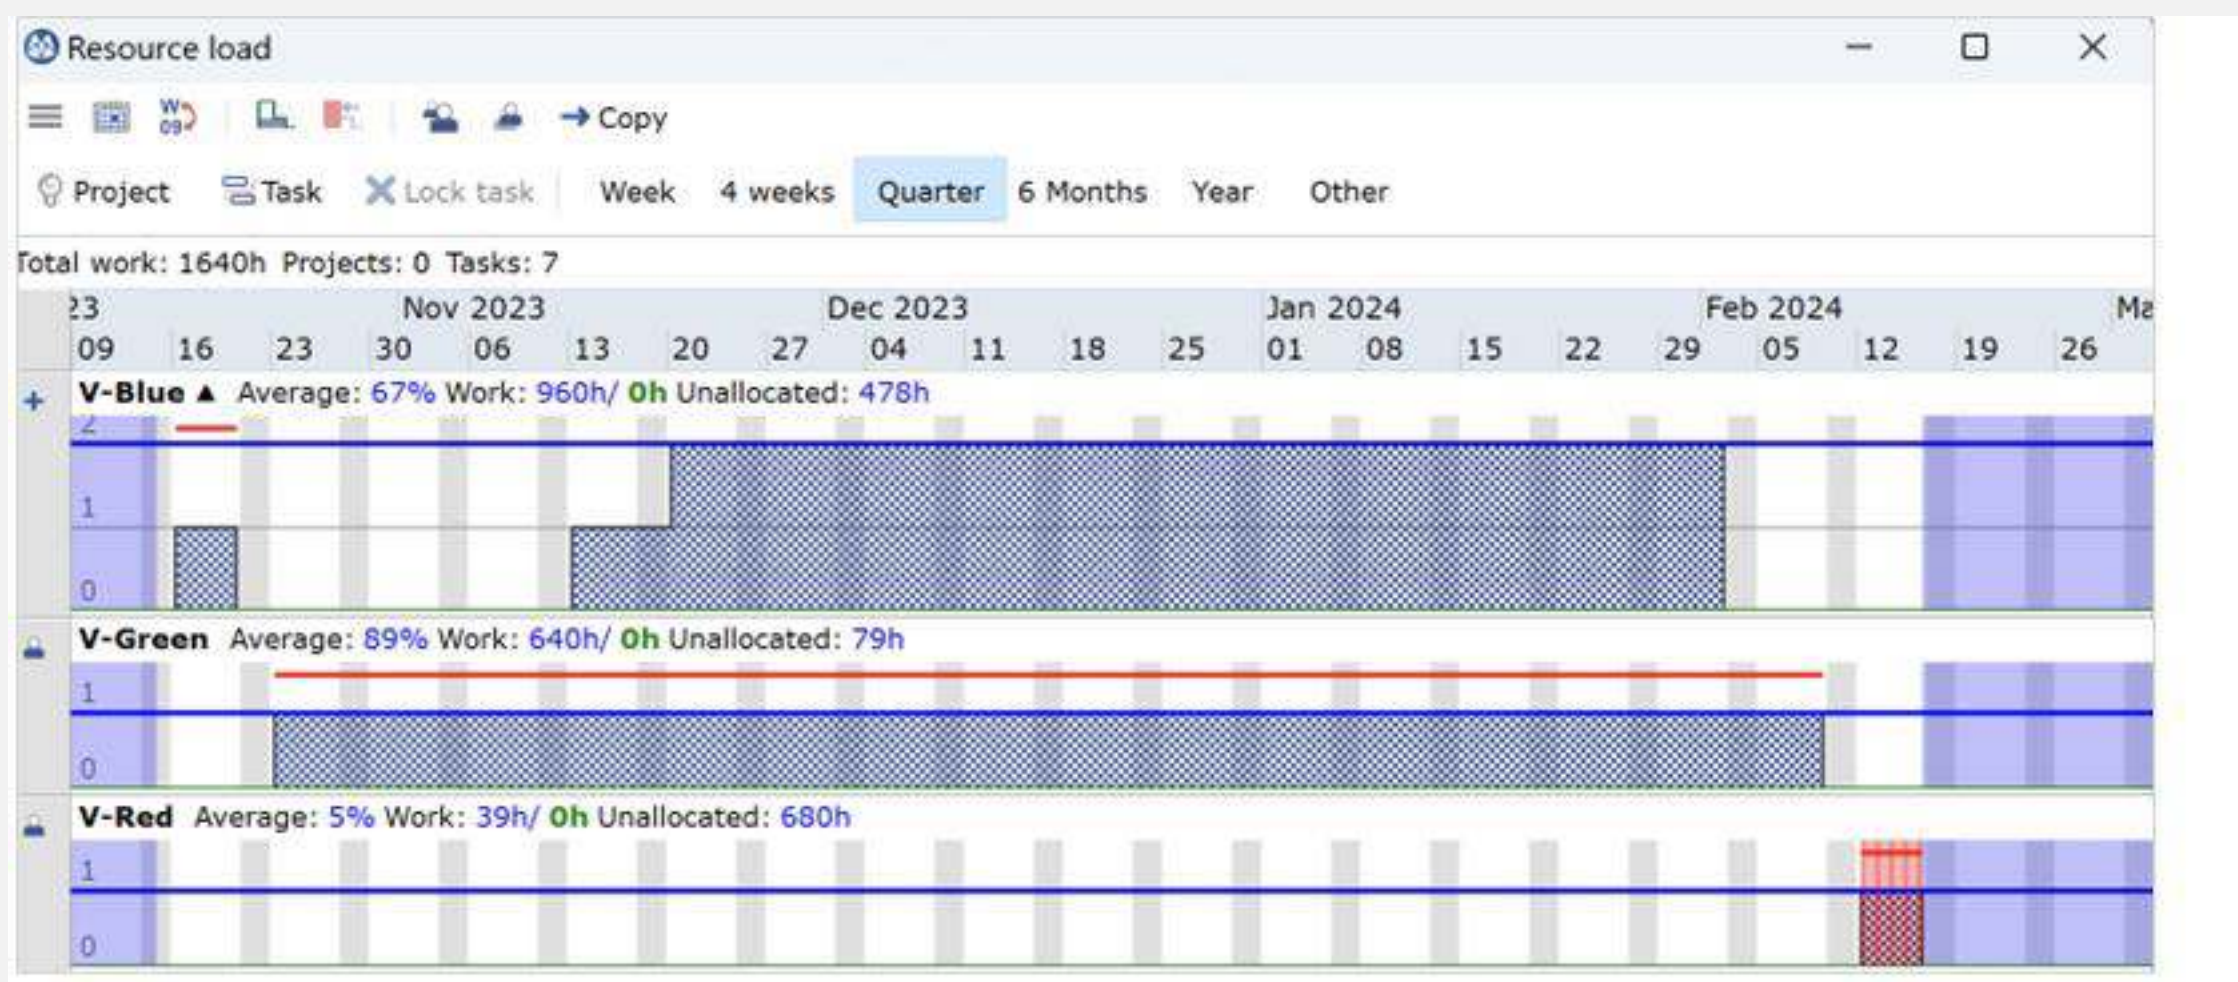 Resource load
W 09
Copy
Project Task Lock task Week 4 weeks Quarter 6 Months Year Other
Total work: 1640h Projects: 0 Tasks: 7
23 Nov 2023 Dec 2023 Jan 2024 Feb 2024 Ma
09 16 23 30 06 13 20 27 04 11 18 25 01 08 15 22 29 05 12 19 26
V-Blue ▲ Average: 67% Work: 960h/ 0h Unallocated: 478h
2
1
0
V-Green Average: 89% Work: 640h/ 0h Unallocated: 79h
1
0
V-Red Average: 5% Work: 39h/ 0h Unallocated: 680h
1
0